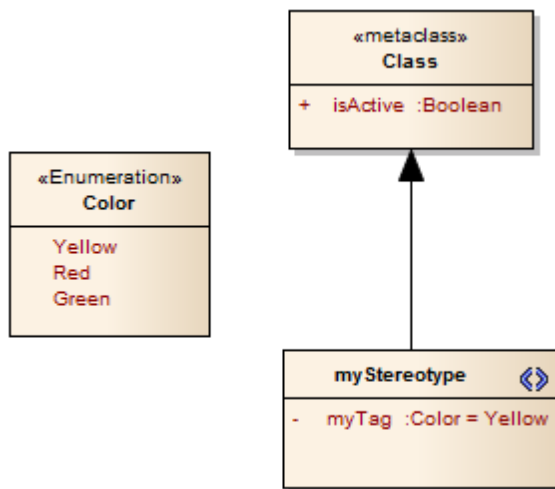 «metaclass»
Class
+ isActive :Boolean
«Enumeration»
Color
Yellow
Red
Green
myStereotype
- myTag :Color = Yellow